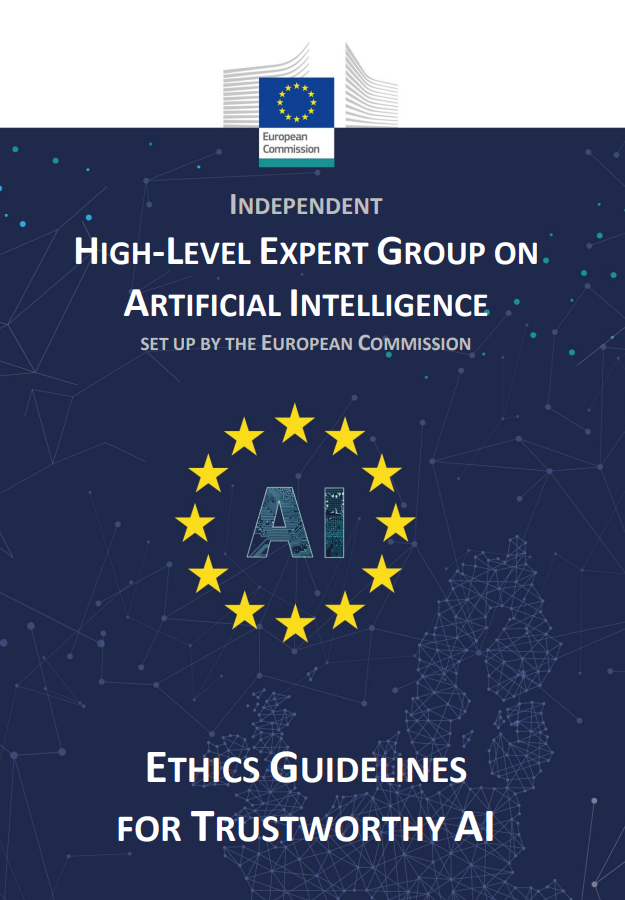 European
Commission
INDEPENDENT
HIGH-LEVEL EXPERT GROUP ON
ARTIFICIAL INTELLIGENCE
SET UP BY THE EUROPEAN COMMISSION
AI
ETHICS GUIDELINES
FOR TRUSTWORTHY AI